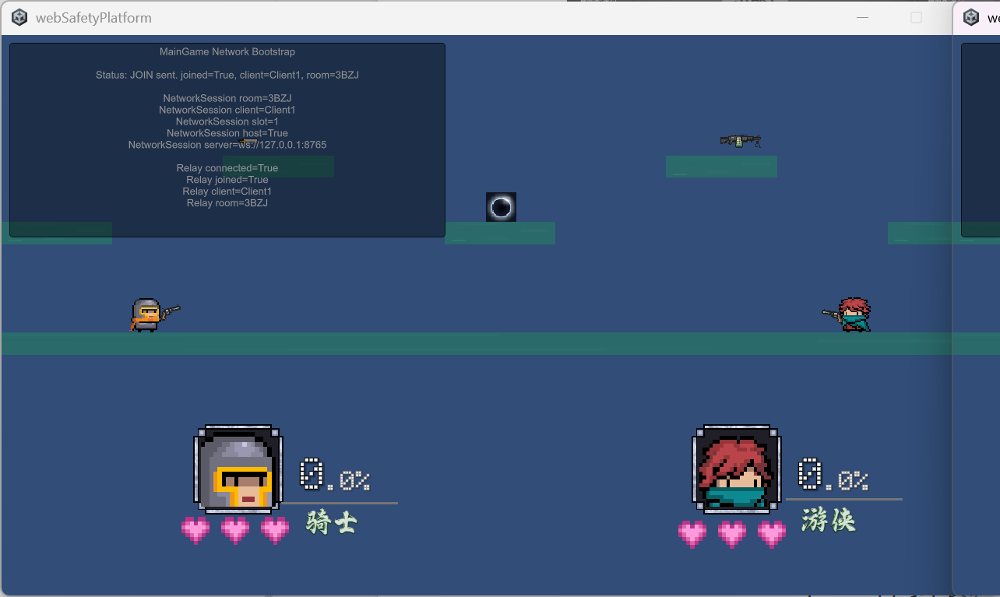 webSafetyPlatform
MainGame Network Bootstrap
Status: JOIN sent. joined=True, client=Client1, room=3BZJ
NetworkSession room=3BZJ
NetworkSession client=Client1
NetworkSession slot=1
NetworkSession host=True
NetworkSession server=ws://127.0.0.1:8765
Relay connected=True
Relay joined=True
Relay client=Client1
Relay room=3BZJ
0.0%
骑士
0.0%
游侠